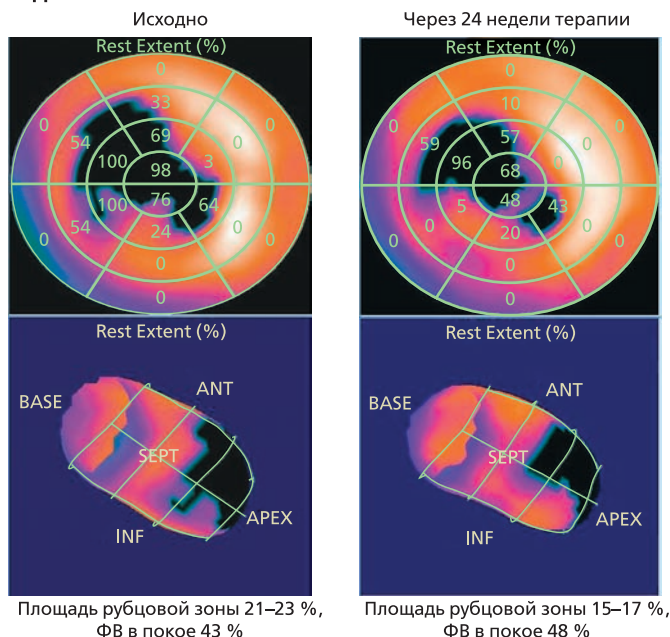 Исходно
Rest Extent (%)
0
33
0 0
69
54 0
100 3
98
76
100 64
54 0
24
0 0
0
0
Rest Extent (%)
BASE
ANT
SEPT
INF
APEX
Площадь рубцовой зоны 21–23 %,
ФВ в покое 43 %
Через 24 недели терапии
Rest Extent (%)
0
10
0 0
57
59 0
96 0
68
48
5 43
0 0
20
0 0
0
0
Rest Extent (%)
BASE
ANT
SEPT
INF
APEX
Площадь рубцовой зоны 15–17 %,
ФВ в покое 48 %